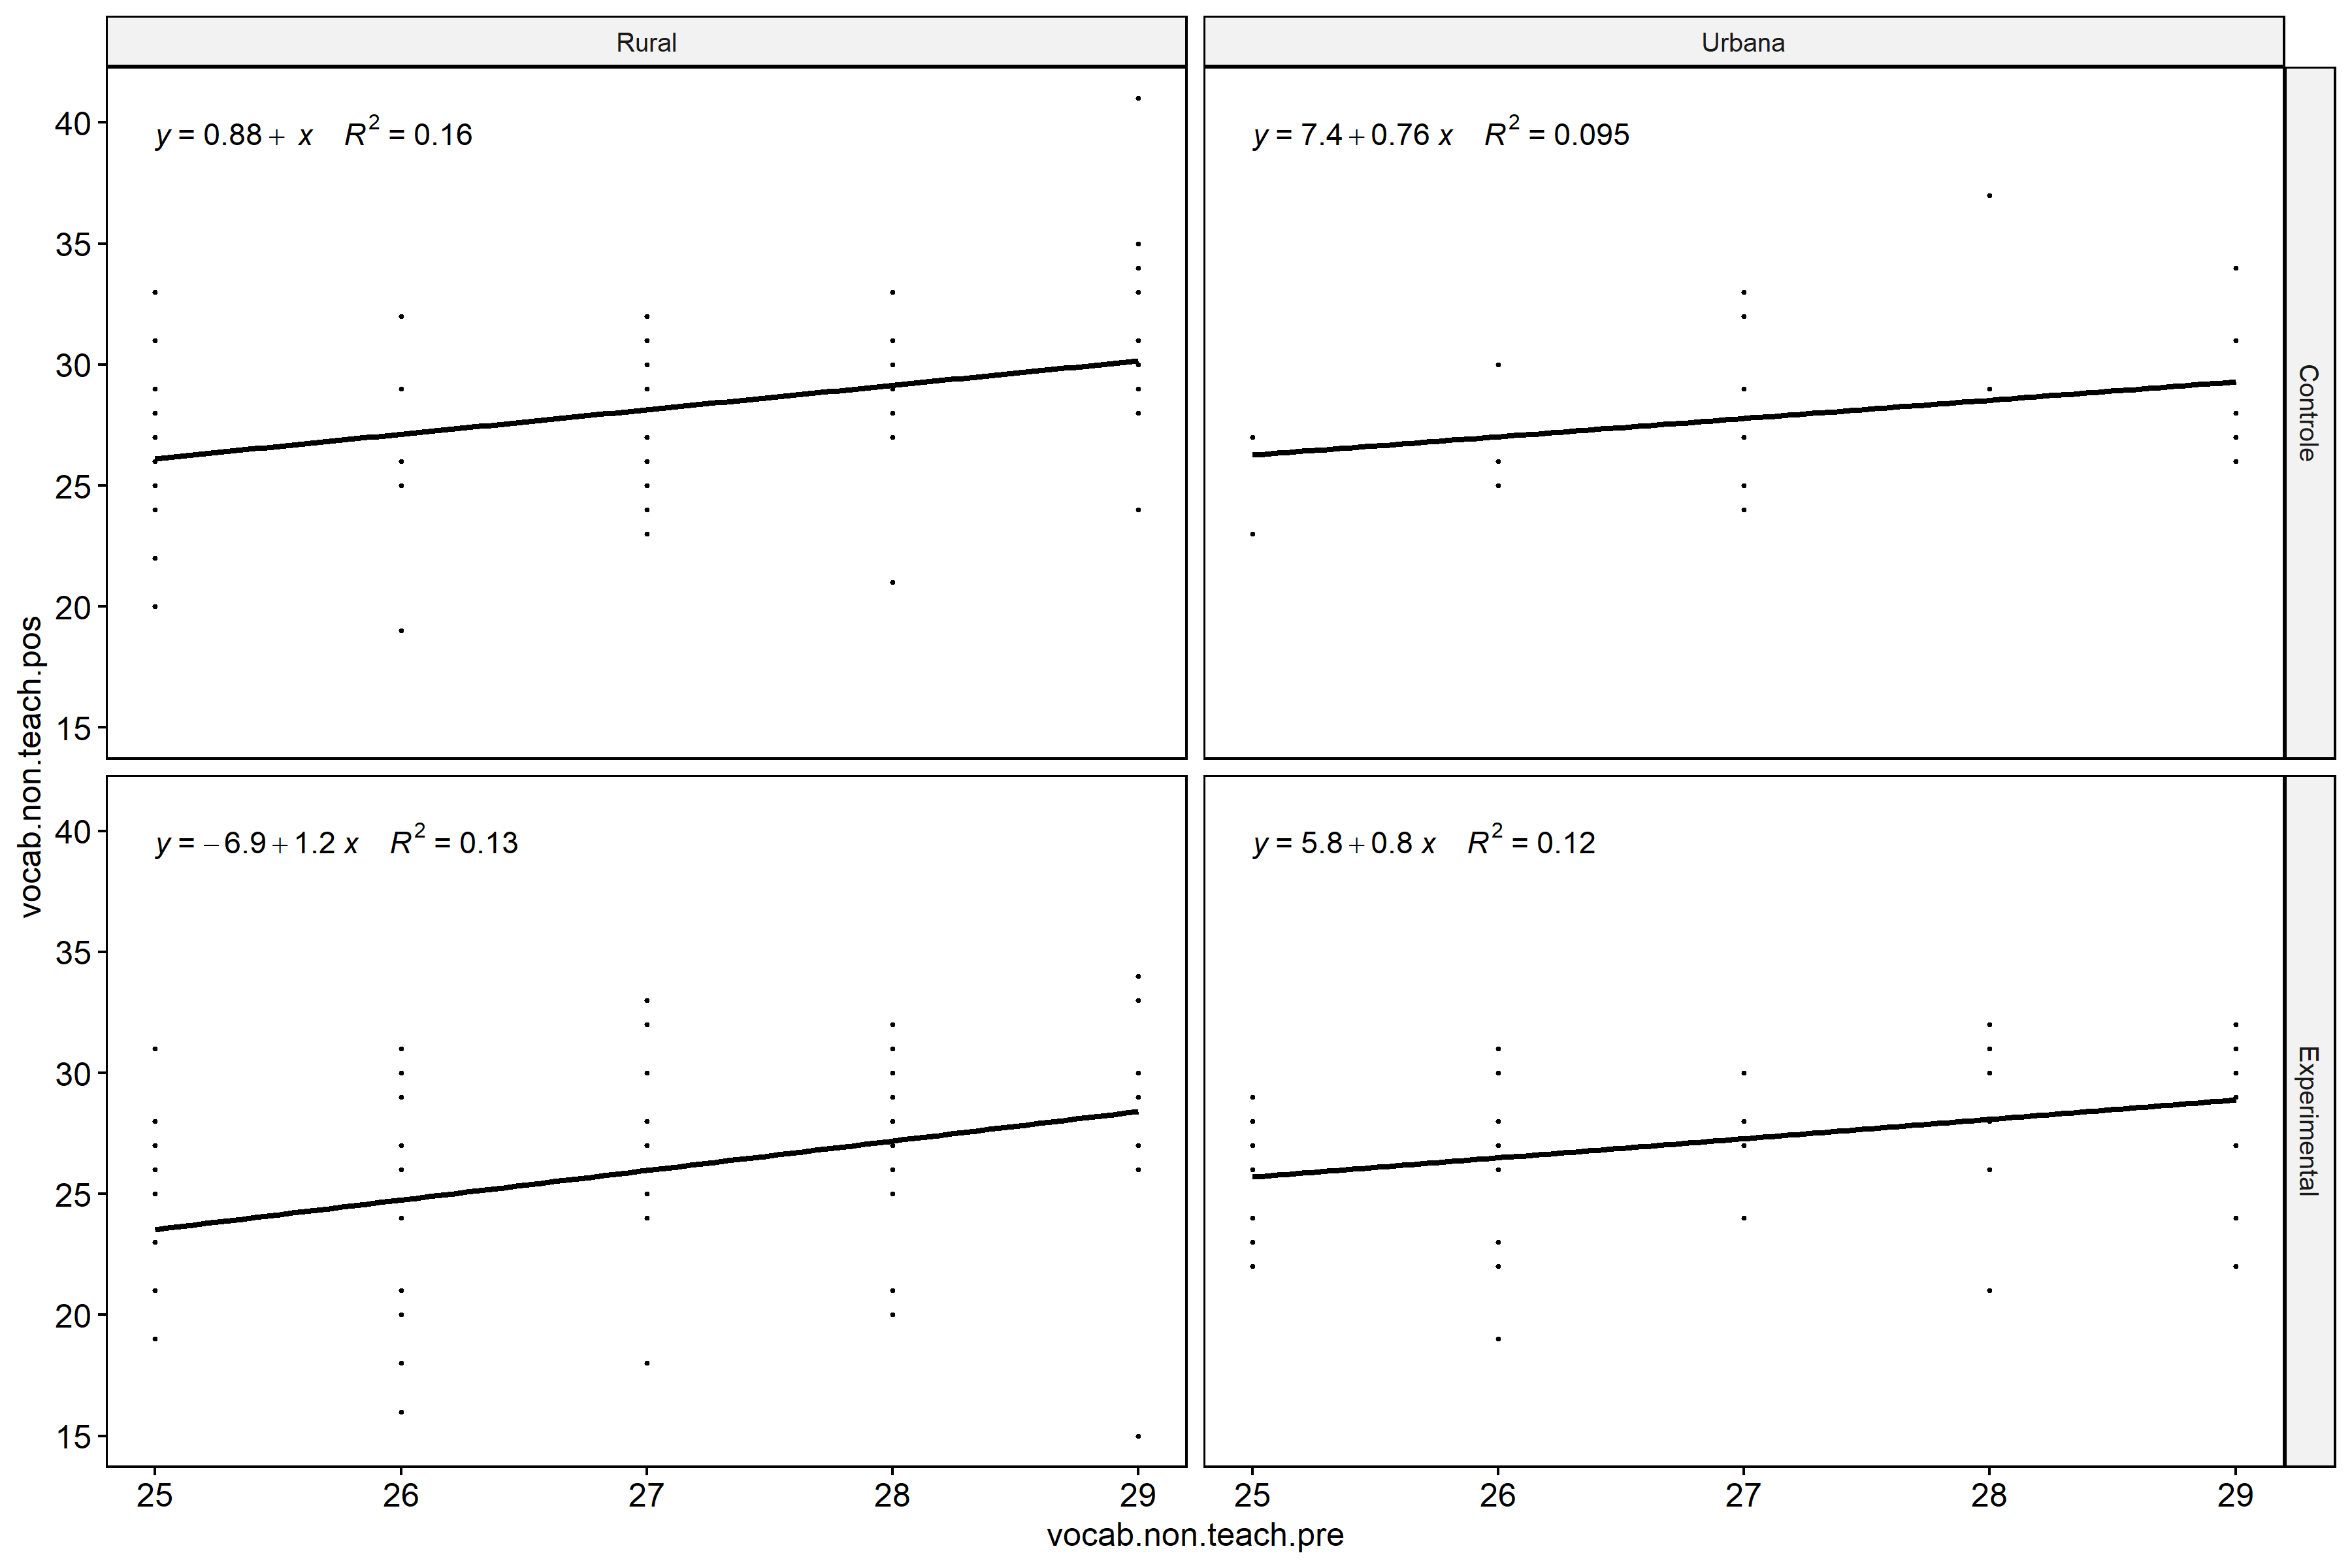 Rural
Urbana
y = 0.88 + x R² = 0.16
y = 7.4 + 0.76 x R² = 0.095
40
35
30
25
20
15
Controle
y = −6.9 + 1.2 x R² = 0.13
y = 5.8 + 0.8 x R² = 0.12
40
35
30
25
20
15
Experimental
vocab.non.teach.pos
25 26 27 28 29
25 26 27 28 29
vocab.non.teach.pre